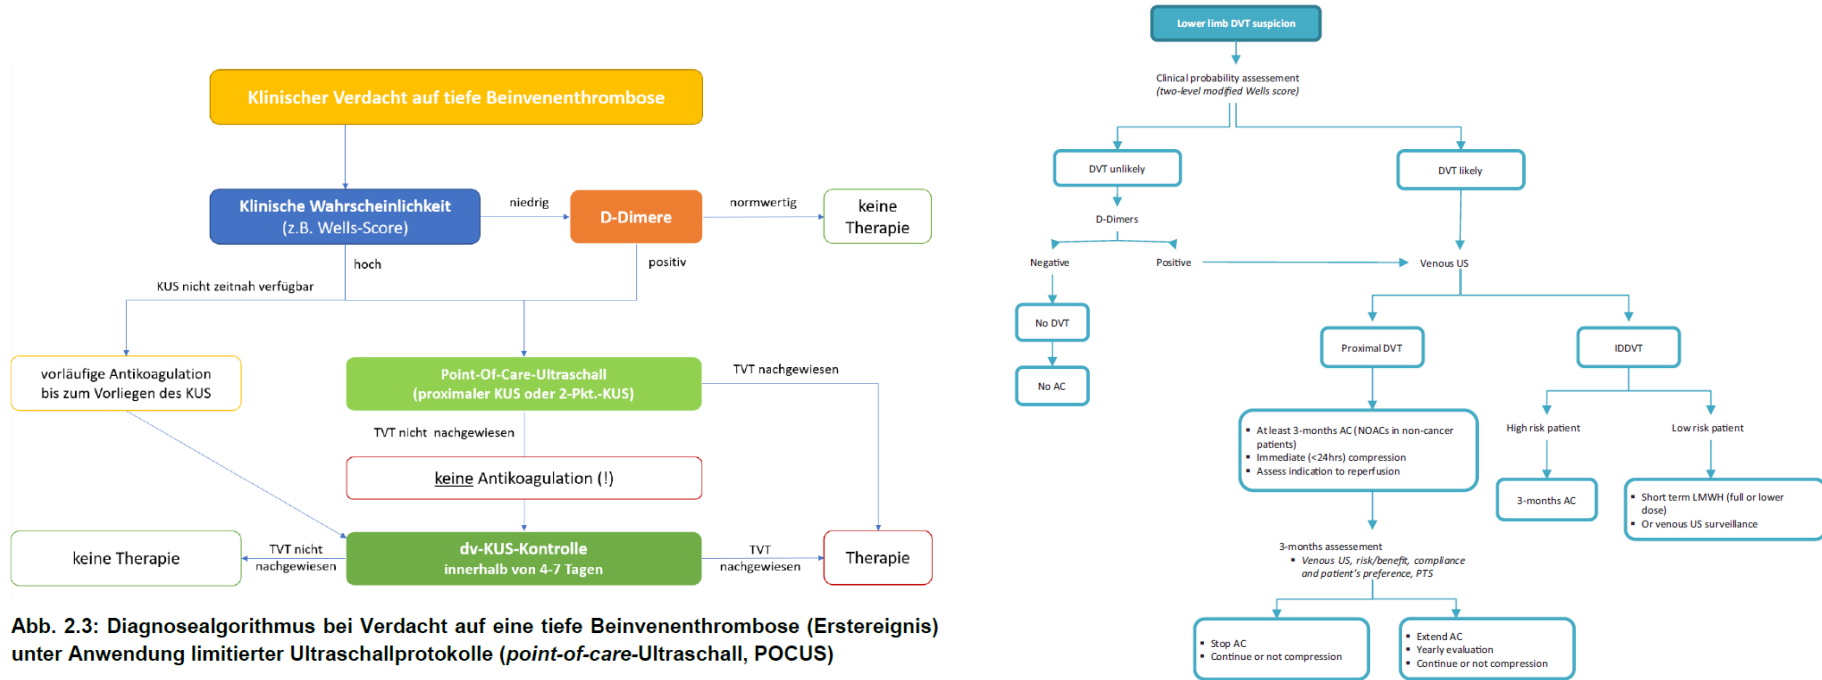 Klinischer Verdacht auf tiefe Beinvenenthrombose
Klinische Wahrscheinlichkeit
(z.B. Wells-Score)
niedrig
D-Dimere
normwertig
keine
Therapie
hoch
positiv
KUS nicht zeitnah verfügbar
vorläufige Antikoagulation
bis zum Vorliegen des KUS
Point-Of-Care-Ultraschall
(proximaler KUS oder 2-Pkt.-KUS)
TVT nachgewiesen
TVT nicht nachgewiesen
keine Antikoagulation (!)
keine Therapie
TVT nicht
nachgewiesen
dv-KUS-Kontrolle
innerhalb von 4-7 Tagen
TVT
nachgewiesen
Therapie
Abb. 2.3: Diagnosealgorithmus bei Verdacht auf eine tiefe Beinvenenthrombose (Erstereignis)
unter Anwendung limitierter Ultraschallprotokolle (point-of-care-Ultraschall, POCUS)
Lower limb DVT suspicion
Clinical probability assessement
(two-level modified Wells score)
DVT unlikely
DVT likely
D-Dimers
Negative
Positive
Venous US
No DVT
No AC
Proximal DVT
IDDVT
▪ At least 3-months AC (NOACs in non-cancer
patients)
▪ Immediate (<24hrs) compression
▪ Assess indication to reperfusion
High risk patient
Low risk patient
3-months AC
▪ Short term LMWH (full or lower
dose)
▪ Or venous US surveillance
3-months assessement
▪ Venous US, risk/benefit, compliance
and patient's preference, PTS
▪ Stop AC
▪ Continue or not compression
▪ Extend AC
▪ Yearly evaluation
▪ Continue or not compression